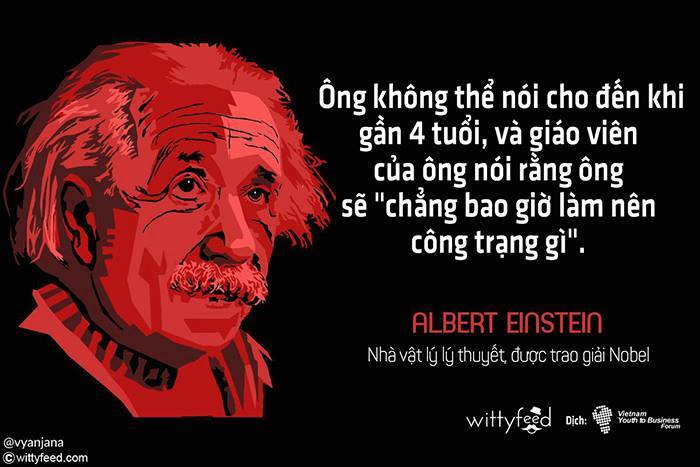 Ông không thể nói cho đến khi
gần 4 tuổi, và giáo viên
của ông nói rằng ông
sẽ "chẳng bao giờ làm nên
công trạng gì".
ALBERT EINSTEIN
Nhà vật lý lý thuyết, được trao giải Nobel
wittyfeed
Dịch:
Vietnam
Youth to Business
Forum
@vyanjana
©wittyfeed.com